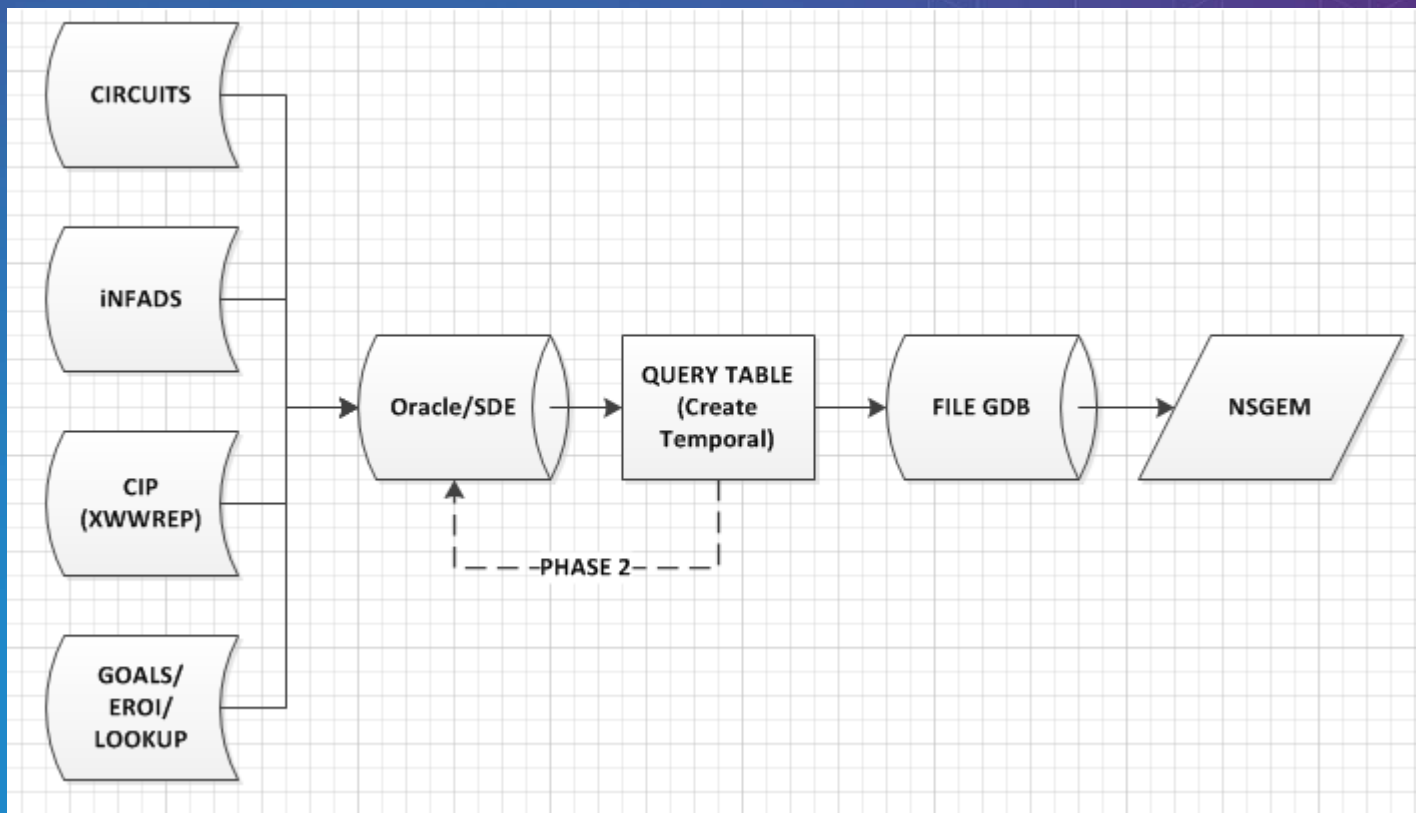 CIRCUITS
iNFADS
CIP
(XWWREP)
GOALS/
EROI/
LOOKUP
Oracle/SDE
QUERY TABLE
(Create
Temporal)
PHASE 2
FILE GDB
NSGEM